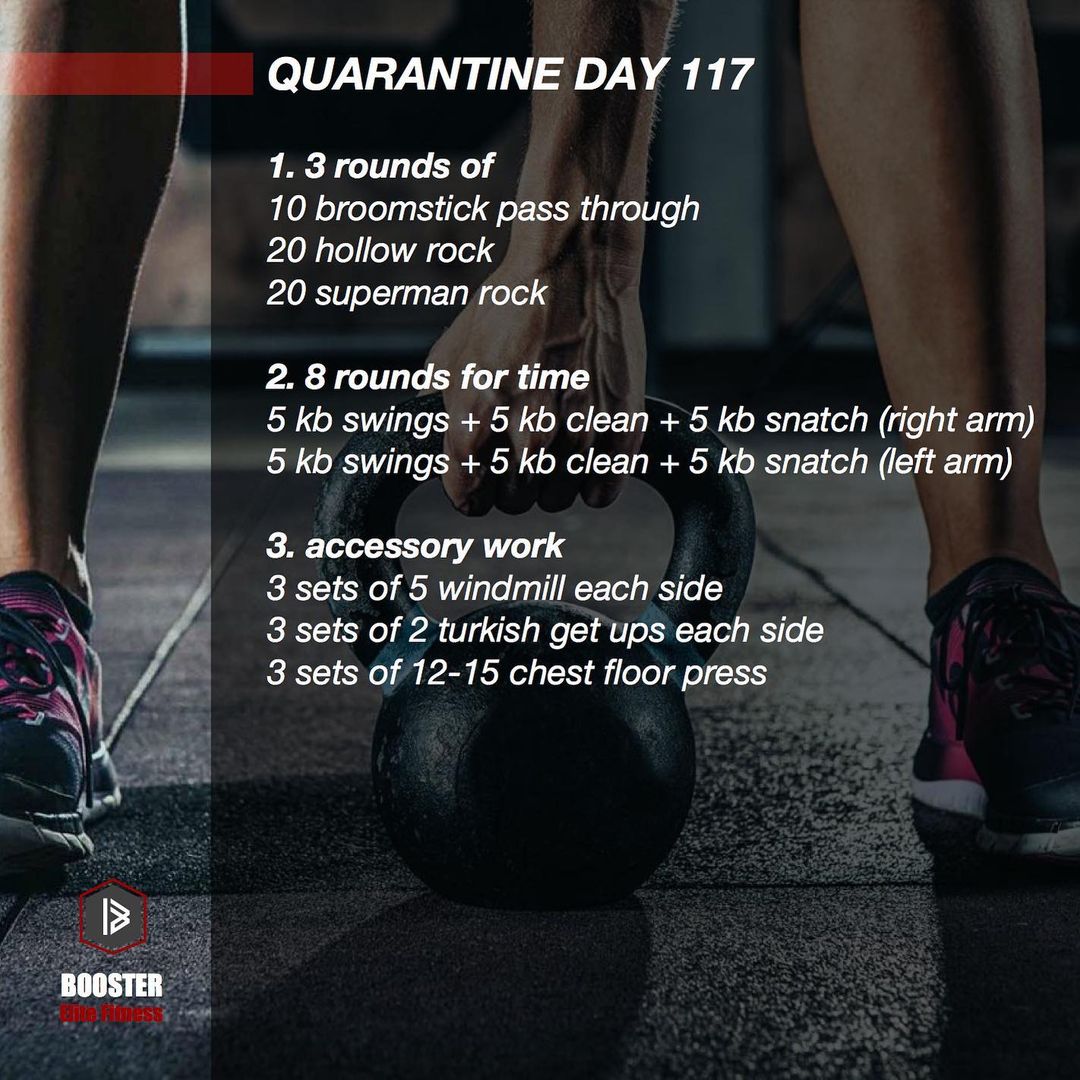 QUARANTINE DAY 117
1. 3 rounds of
10 broomstick pass through
20 hollow rock
20 superman rock
2. 8 rounds for time
5 kb swings + 5 kb clean + 5 kb snatch (right arm)
5 kb swings + 5 kb clean + 5 kb snatch (left arm)
3. accessory work
3 sets of 5 windmill each side
3 sets of 2 turkish get ups each side
3 sets of 12-15 chest floor press
BOOSTER
Elite Fitness